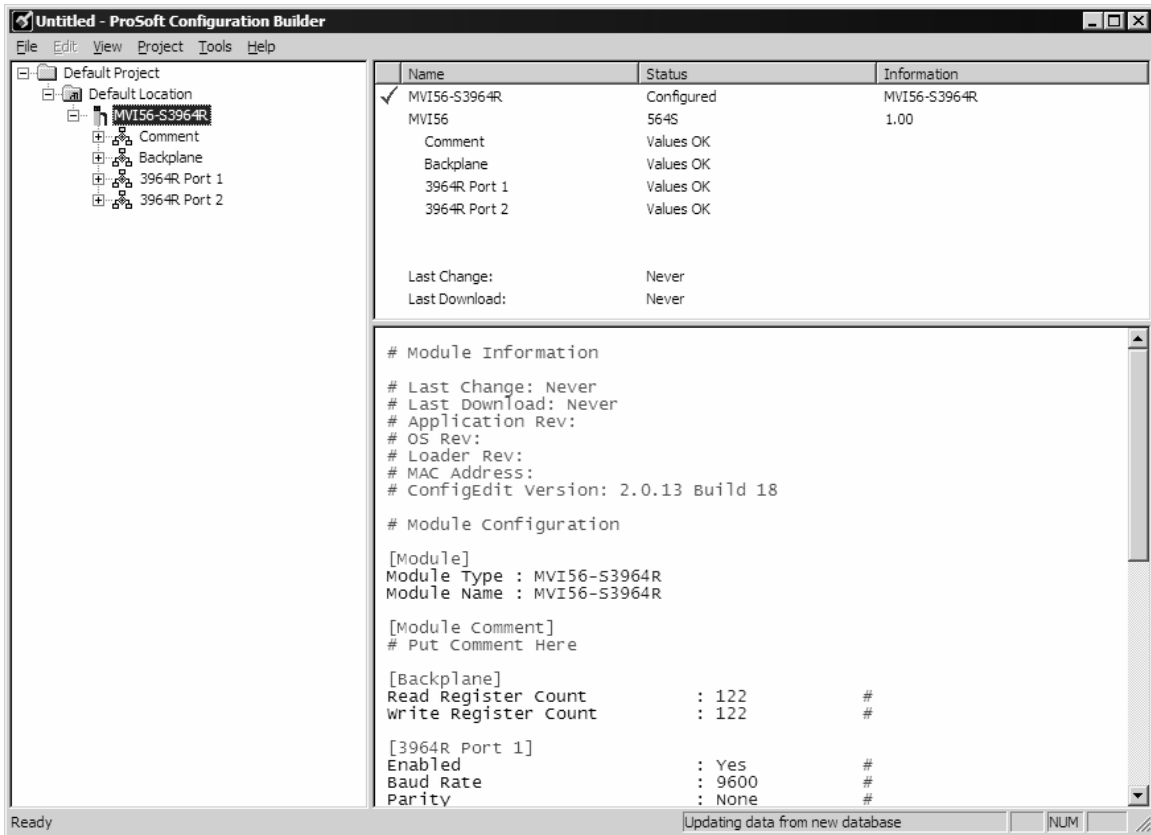 Untitled - ProSoft Configuration Builder
File Edit View Project Tools Help
Default Project
Default Location
MVI56-S3964R
Comment
Backplane
3964R Port 1
3964R Port 2
Name Status Information
MVI56-S3964R Configured MVI56-S3964R
MVI56 564S 1.00
Comment Values OK
Backplane Values OK
3964R Port 1 Values OK
3964R Port 2 Values OK
Last Change: Never
Last Download: Never
# Module Information
# Last Change: Never
# Last Download: Never
# Application Rev:
# OS Rev:
# Loader Rev:
# MAC Address:
# ConfigEdit Version: 2.0.13 Build 18
# Module Configuration
[Module]
Module Type : MVI56-S3964R
Module Name : MVI56-S3964R
[Module Comment]
# Put Comment Here
[Backplane]
Read Register Count : 122 #
Write Register Count : 122 #
[3964R Port 1]
Enabled : Yes #
Baud Rate : 9600 #
Parity : None #
Ready Updating data from new database NUM